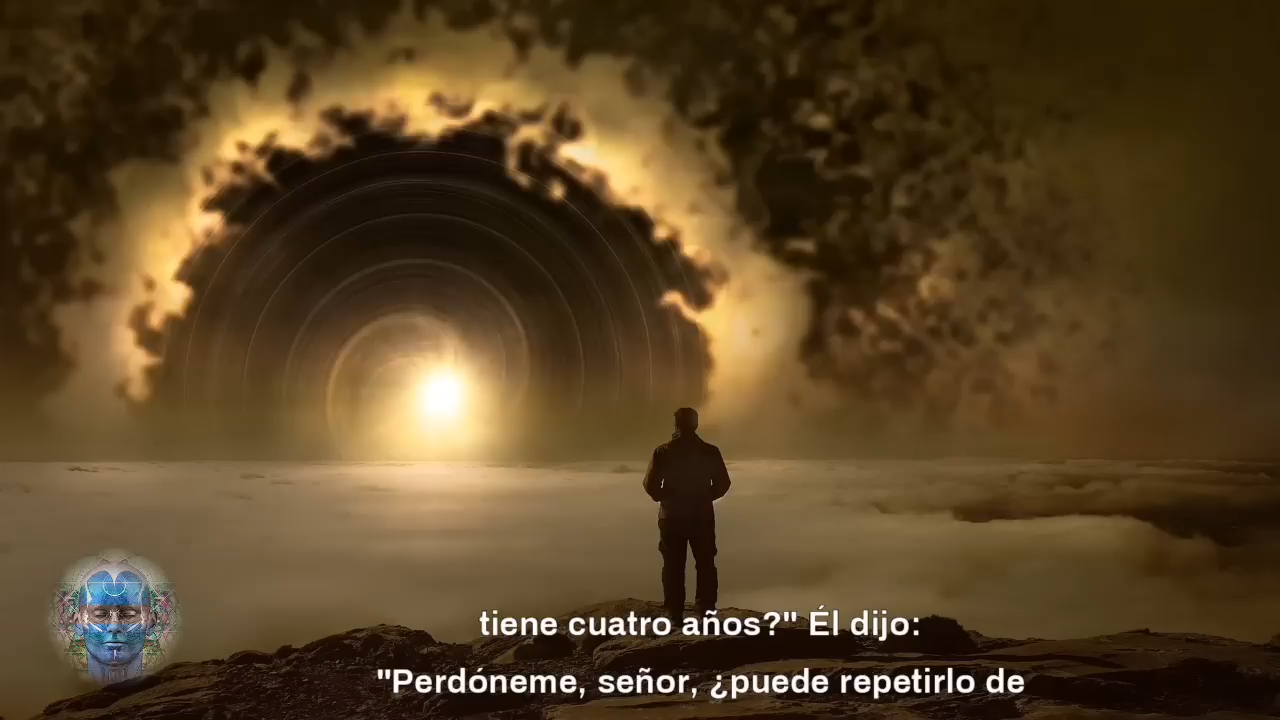 tiene cuatro años?" Él dijo:
"Perdóneme, señor, ¿puede repetirlo de